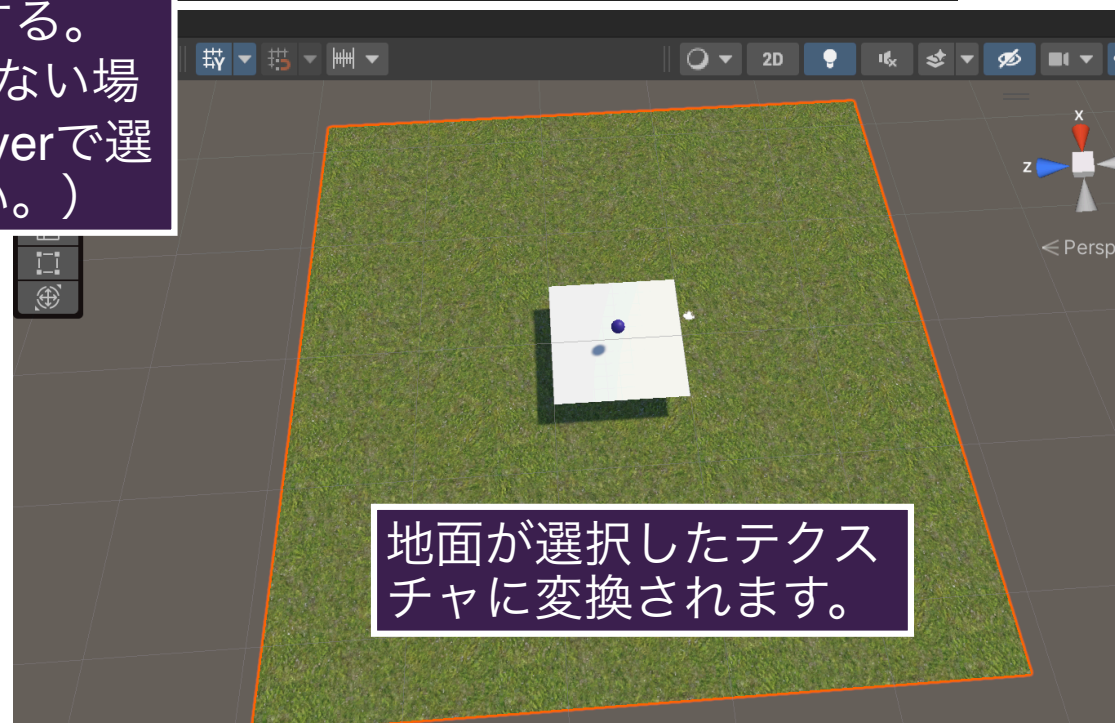 する。
ない場
yerで選
い。）
2D
x
z
Persp
地面が選択したテクス
チャに変換されます。